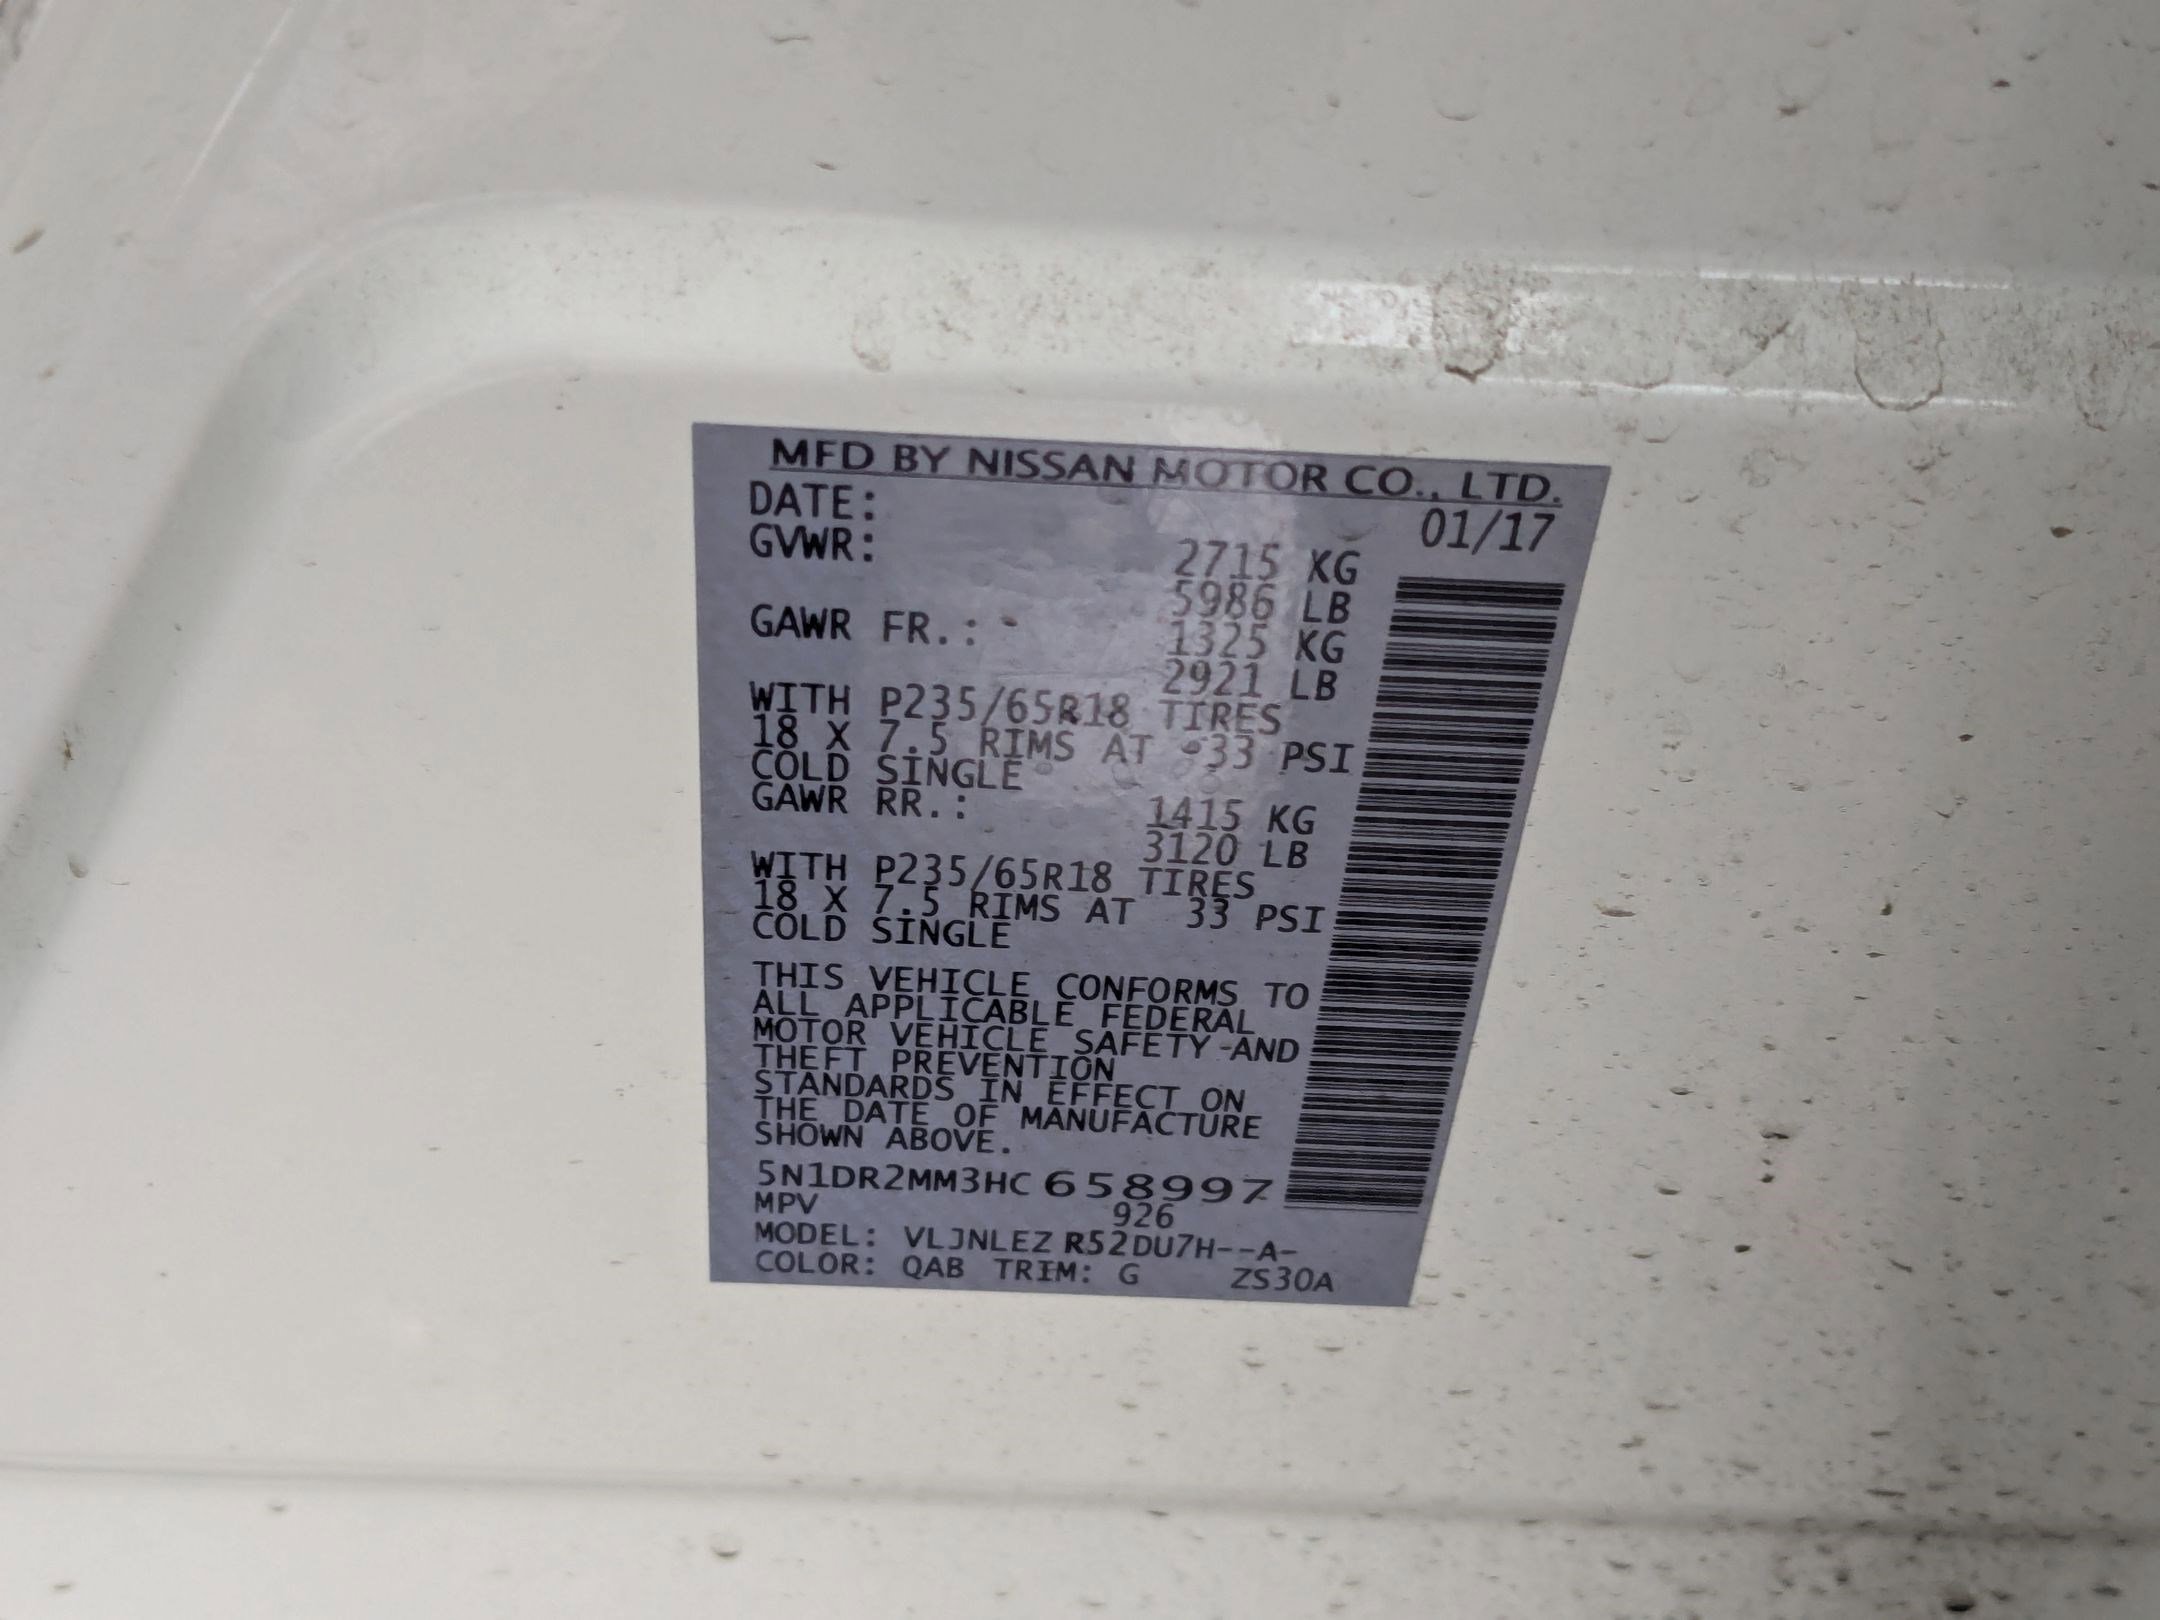 MFD BY NISSAN MOTOR CO., LTD.
DATE: 01/17
GVWR: 2715 KG
5986 LB
GAWR FR.: 1325 KG
2921 LB
WITH P235/65R18 TIRES
18 X 7.5 RIMS AT 33 PSI
COLD SINGLE
GAWR RR.: 1415 KG
3120 LB
WITH P235/65R18 TIRES
18 X 7.5 RIMS AT 33 PSI
COLD SINGLE
THIS VEHICLE CONFORMS TO
ALL APPLICABLE FEDERAL
MOTOR VEHICLE SAFETY AND
THEFT PREVENTION
STANDARDS IN EFFECT ON
THE DATE OF MANUFACTURE
SHOWN ABOVE.
5N1DR2MM3HC 658997
MPV 926
MODEL: VLJNLEZ R52DU7H--A-
COLOR: QAB TRIM: G ZS30A